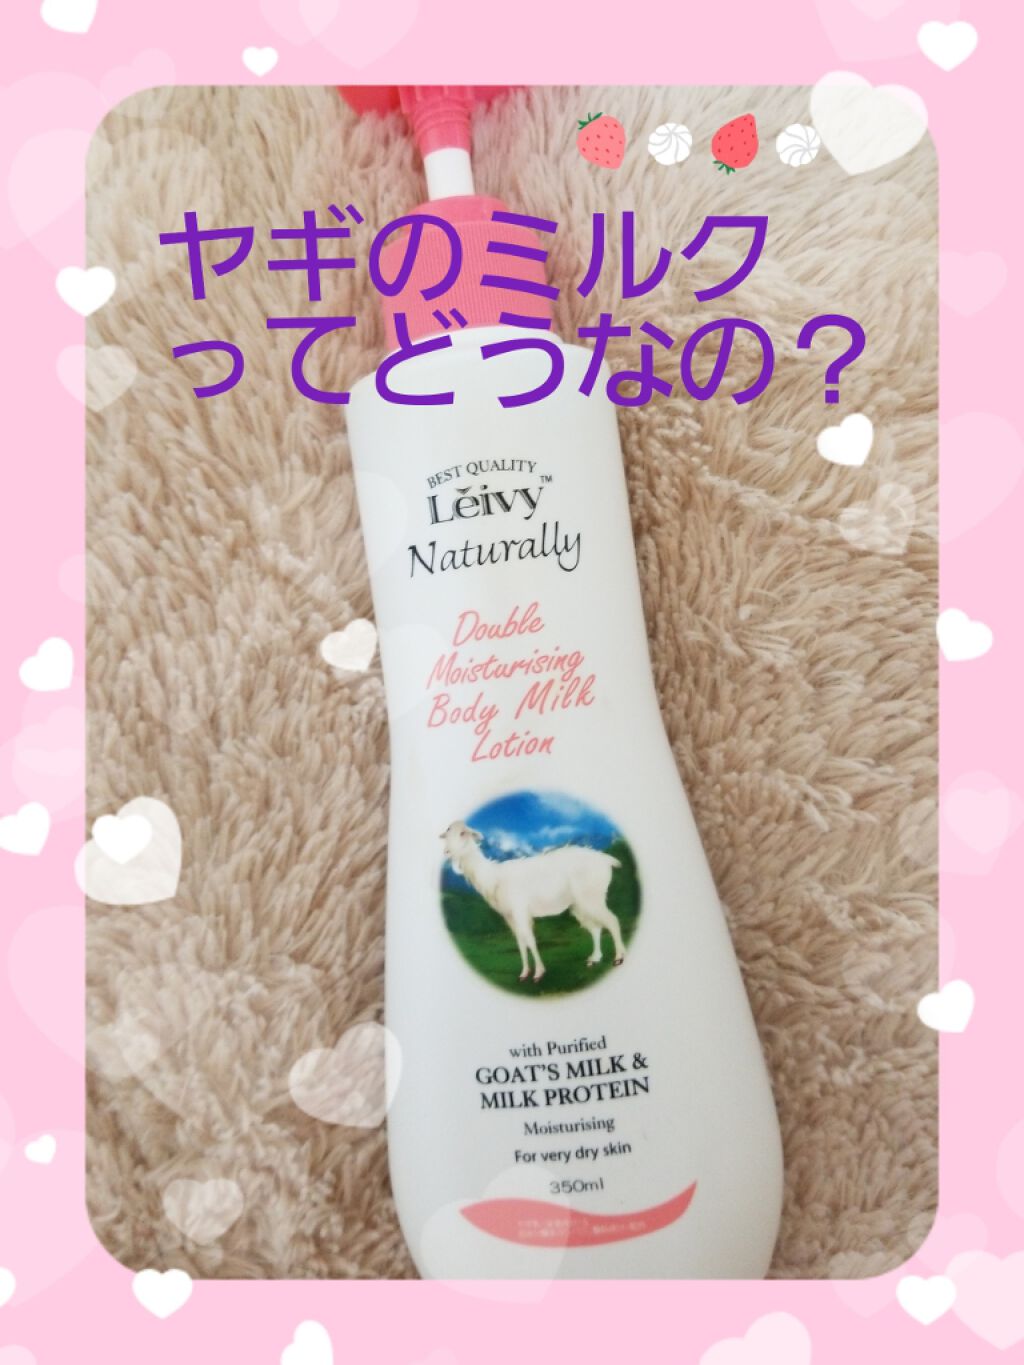 ヤギのミルク
ってどうなの？
BEST QUALITY
Lěivy™
Naturally
Double
Moisturising
Body Milk
Lotion
with Purified
GOAT'S MILK &
MILK PROTEIN
Moisturising
For very dry skin
350ml